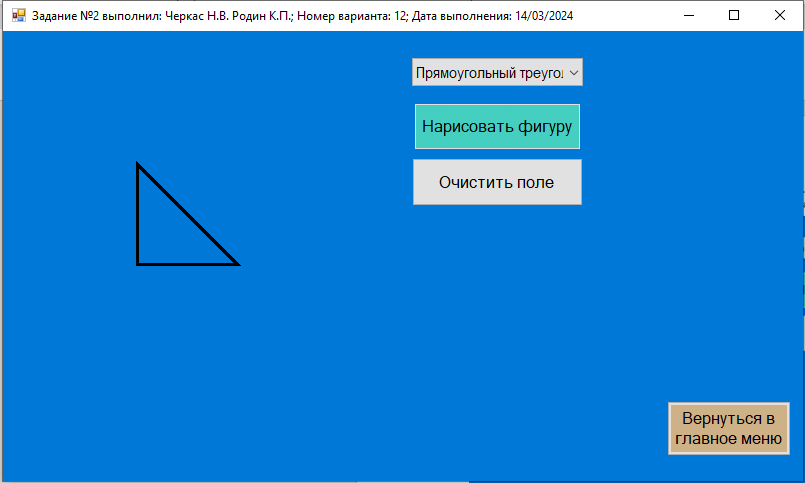 Задание №2 выполнил: Черкас Н.В. Родин К.П.; Номер варианта: 12; Дата выполнения: 14/03/2024
Прямоугольный треугол
Нарисовать фигуру
Очистить поле
Вернуться в
главное меню